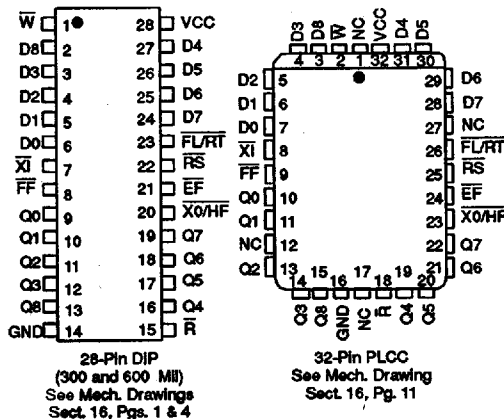 W̅ 1 28 VCC
D8 2 27 D4
D3 3 26 D5
D2 4 25 D6
D1 5 24 D7
D0 6 23 F̅L̅/̅R̅T̅
X̅I̅ 7 22 R̅S̅
F̅F̅ 8 21 E̅F̅
Q0 9 20 X̅0̅/̅H̅F̅
Q1 10 19 Q7
Q2 11 18 Q6
Q3 12 17 Q5
Q8 13 16 Q4
GND 14 15 R̅
28-Pin DIP
(300 and 600 Mil)
See Mech. Drawings
Sect. 16, Pgs. 1 & 4
D3 D8 W̅ NC VCC D4 D5
4 3 2 1 32 31 30
D2 5 29 D6
D1 6 28 D7
D0 7 27 NC
X̅I̅ 8 26 F̅L̅/̅R̅T̅
F̅F̅ 9 25 R̅S̅
Q0 10 24 E̅F̅
Q1 11 23 X̅0̅/̅H̅F̅
NC 12 22 Q7
Q2 13 21 Q6
14 15 16 17 18 19 20
Q3 Q8 GND NC R̅ Q4 Q5
32-Pin PLCC
See Mech. Drawing
Sect. 16, Pg. 11